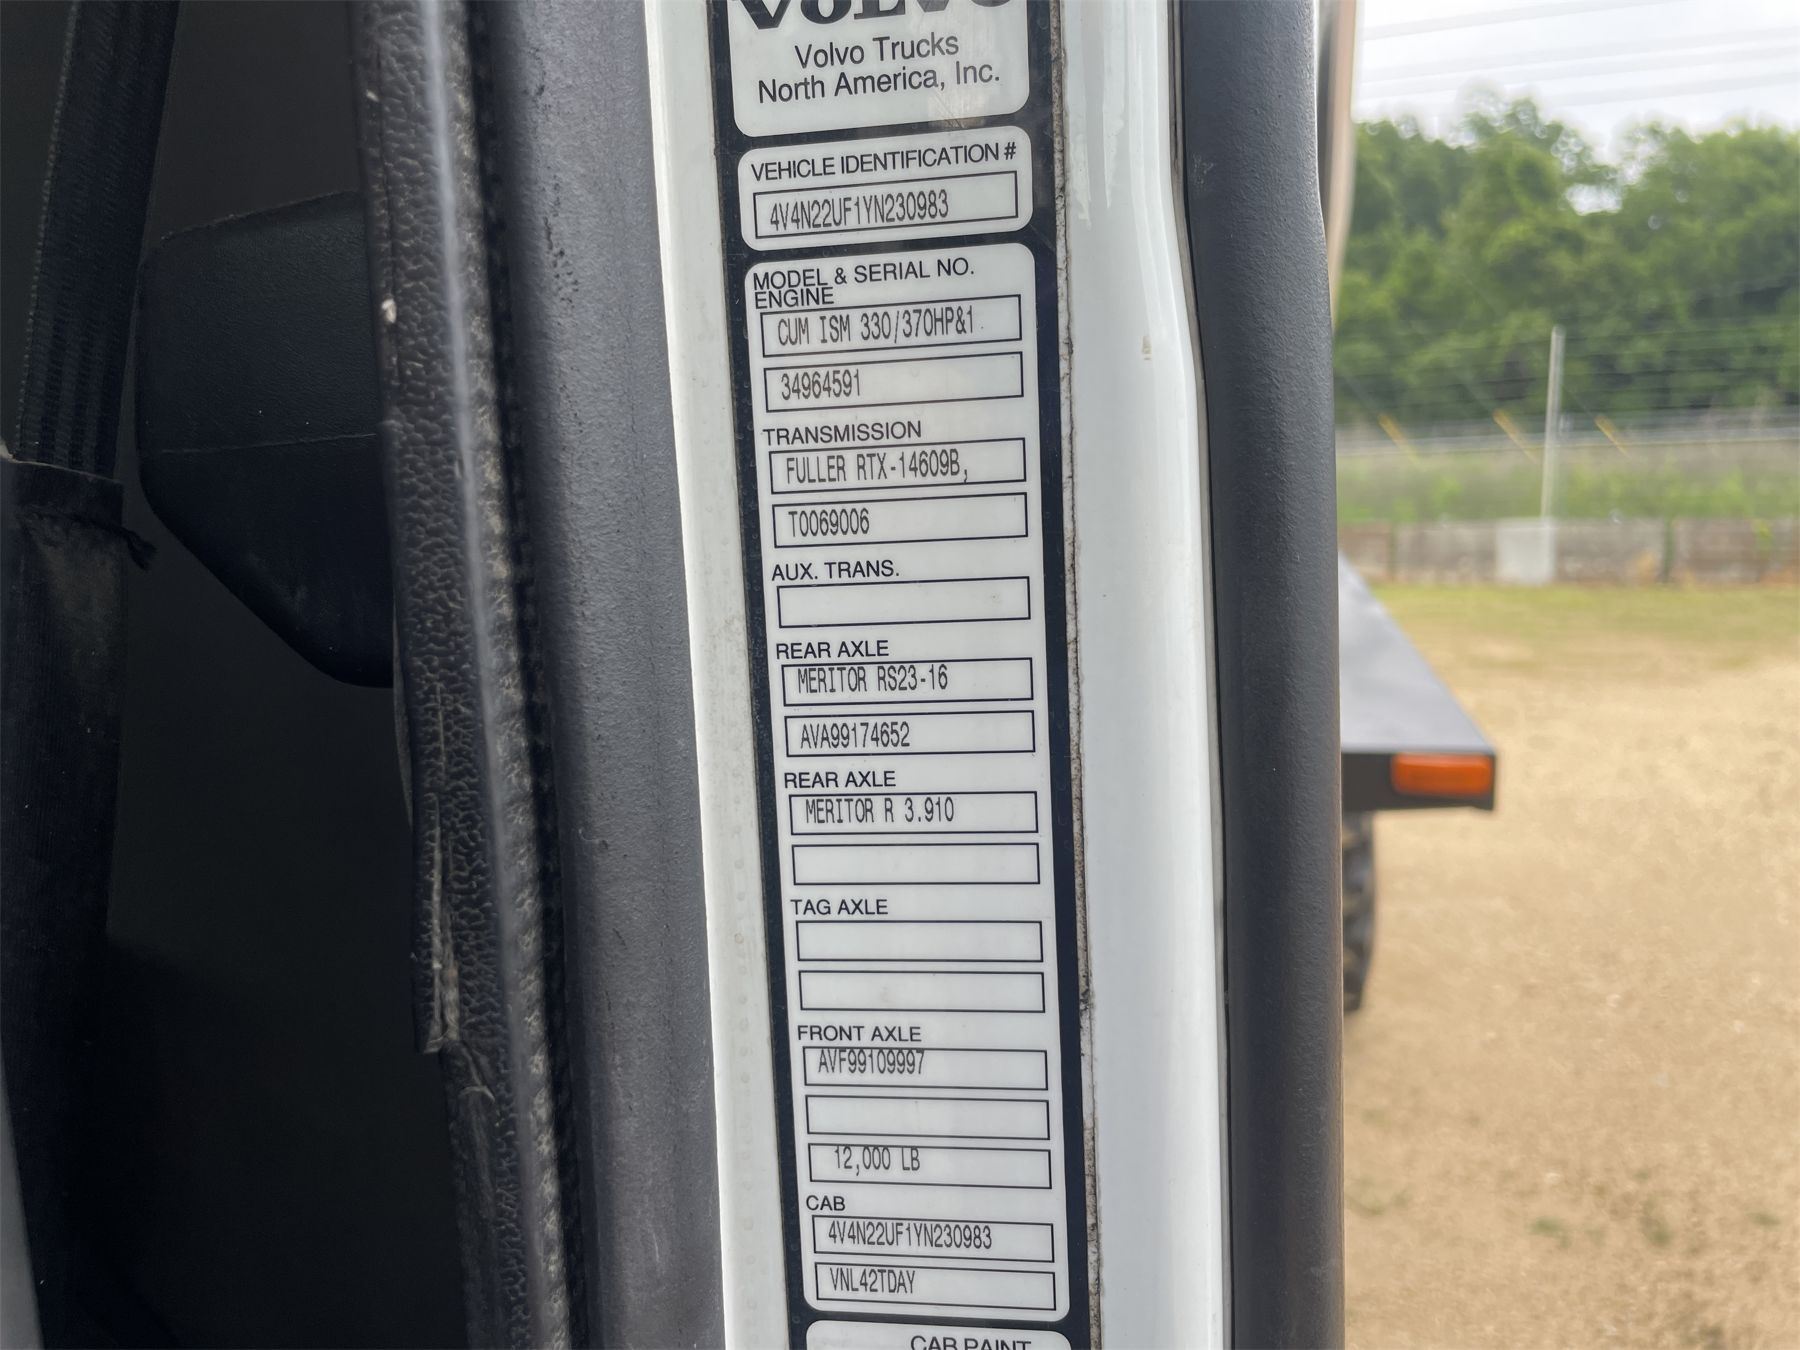 VOLVO
Volvo Trucks
North America, Inc.
VEHICLE IDENTIFICATION #
4V4N22UF1YN230983
MODEL & SERIAL NO.
ENGINE
CUM ISM 330/370HP&1
34964591
TRANSMISSION
FULLER RTX-14609B,
T0069006
AUX. TRANS.
REAR AXLE
MERITOR RS23-16
AVA99174652
REAR AXLE
MERITOR R 3.910
TAG AXLE
FRONT AXLE
AVF99109997
12,000 LB
CAB
4V4N22UF1YN230983
VNL42TDAY
CAB PAINT